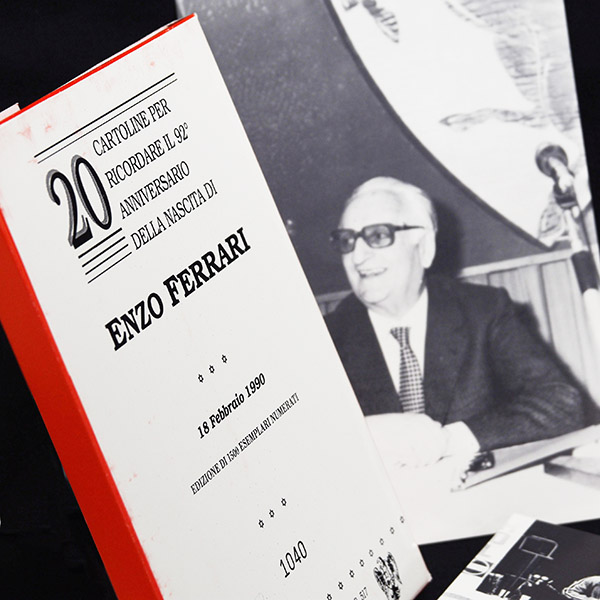 20
CARTOLINE PER
RICORDARE IL 92°
ANNIVERSARIO
DELLA NASCITA DI
ENZO FERRARI
18 Febbraio 1990
EDIZIONE DI 1500 ESEMPLARI NUMERATI
1040